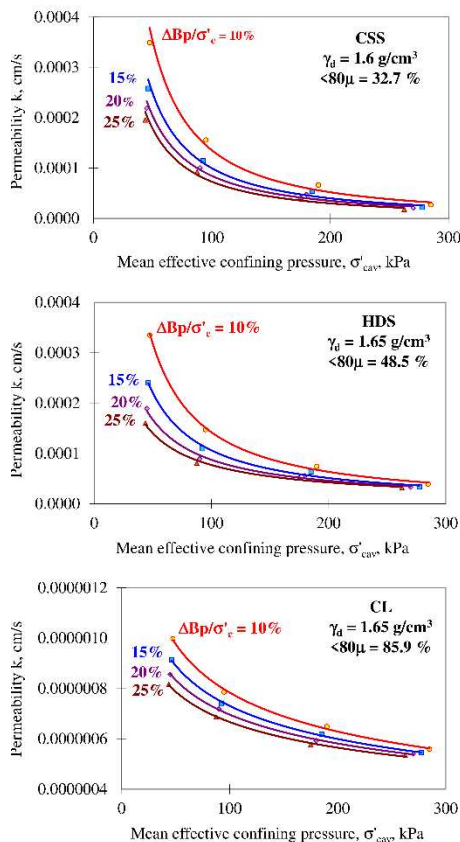 0.0004
0.0003
0.0002
0.0001
0.0000
Permeability k, cm/s
ΔBp/σ'c = 10%
15%
20%
25%
CSS
γd = 1.6 g/cm³
<80μ = 32.7 %
0 100 200 300
Mean effective confining pressure, σ'cav, kPa
0.0004
0.0003
0.0002
0.0001
0.0000
Permeability k, cm/s
ΔBp/σ'c = 10%
15%
20%
25%
HDS
γd = 1.65 g/cm³
<80μ = 48.5 %
0 100 200 300
Mean effective confining pressure, σ'cav, kPa
0.0000012
0.0000010
0.0000008
0.0000006
0.0000004
Permeability k, cm/s
ΔBp/σ'c = 10%
15%
20%
25%
CL
γd = 1.65 g/cm³
<80μ = 85.9 %
0 100 200 300
Mean effective confining pressure, σ'cav, kPa